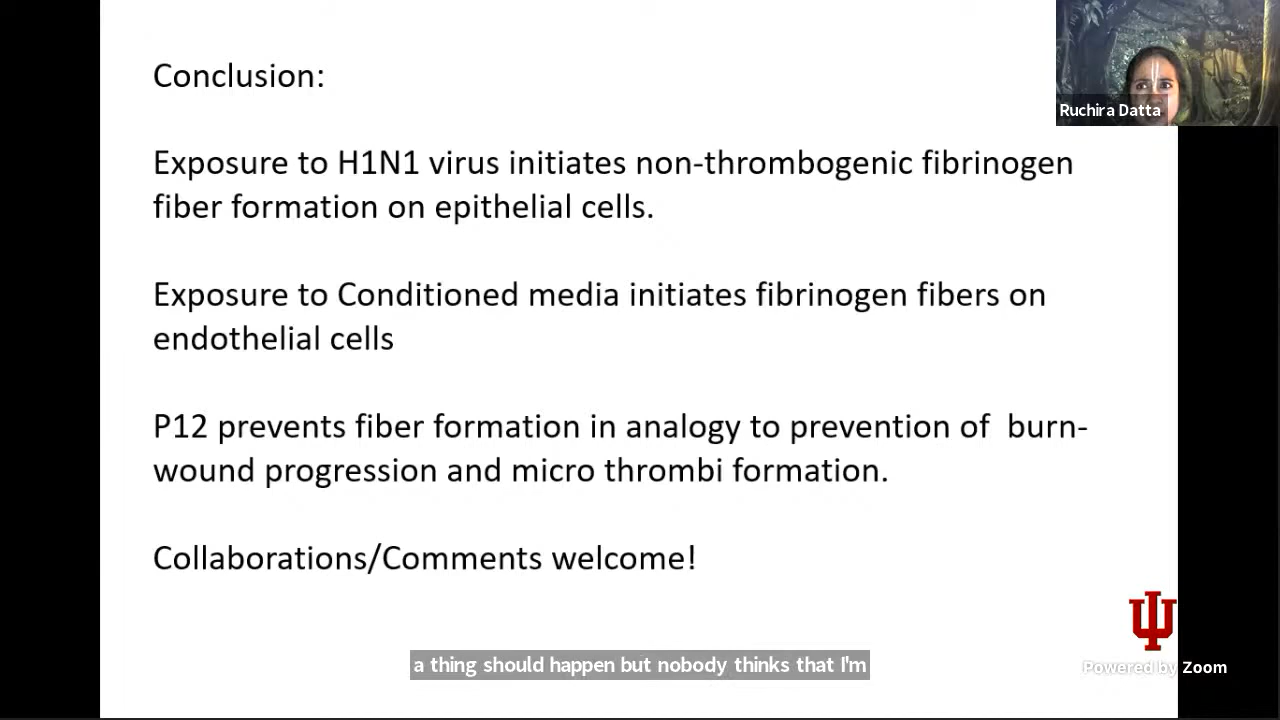 Conclusion:
Ruchira Datta
Exposure to H1N1 virus initiates non-thrombogenic fibrinogen
fiber formation on epithelial cells.
Exposure to Conditioned media initiates fibrinogen fibers on
endothelial cells
P12 prevents fiber formation in analogy to prevention of  burn-
wound progression and micro thrombi formation.
Collaborations/Comments welcome!
a thing should happen but nobody thinks that I'm
Powered by Zoom